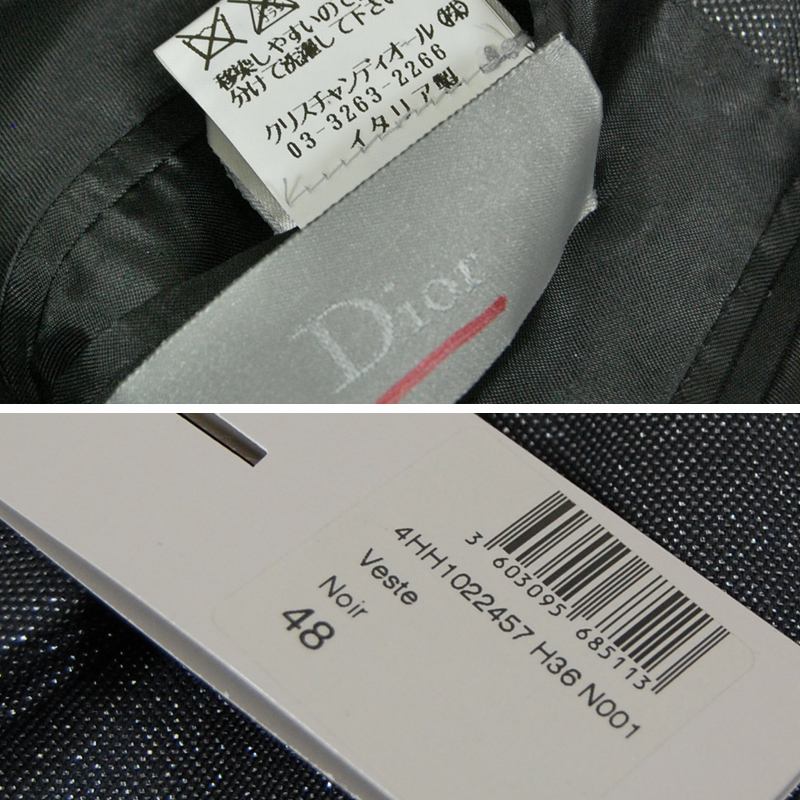 移染しやすいので
分けて洗濯して下さい
クリスチャンディオール㈱
03-3263-2266
イタリア製
Dior
3 603095 685113
4HH1022457 H36 N001
Veste
Noir
48